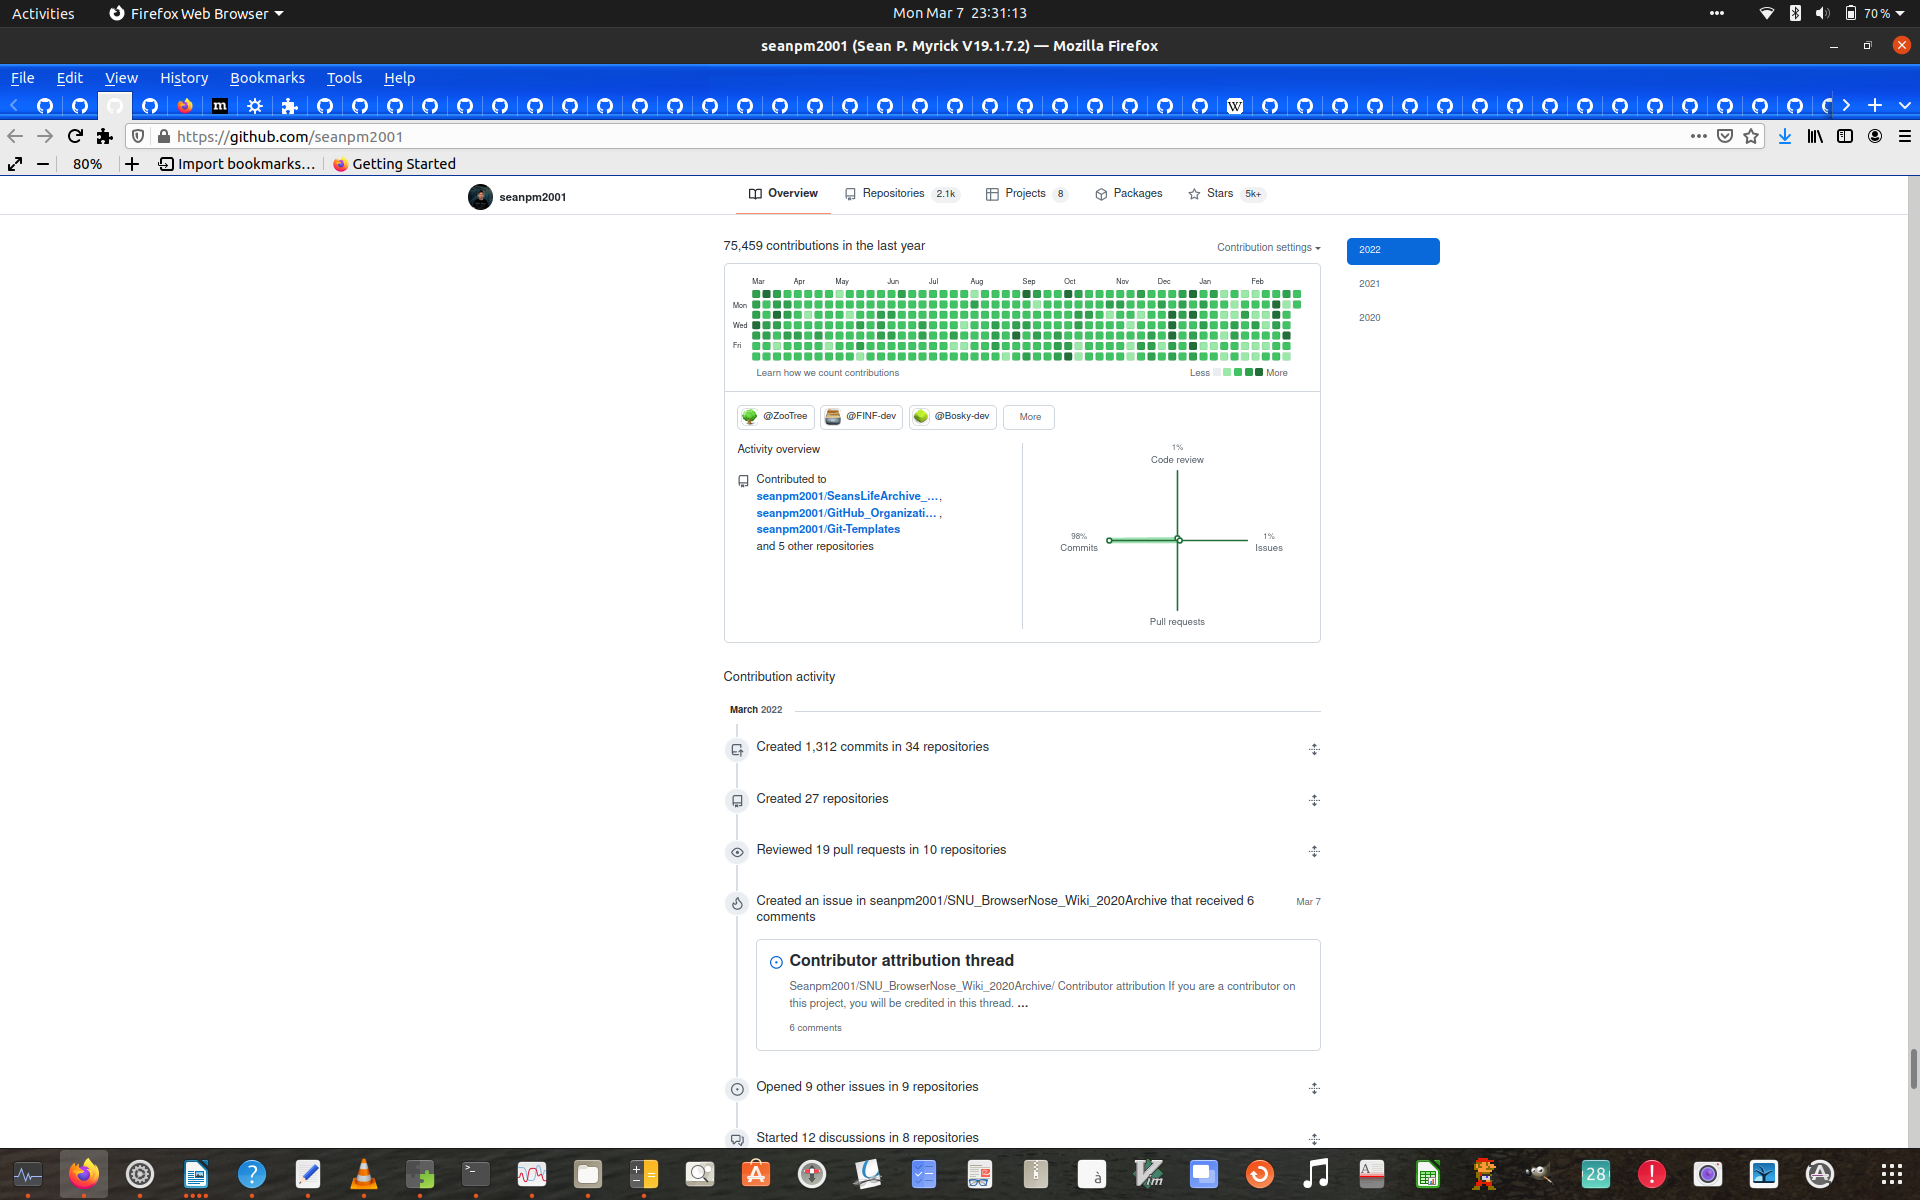 Activities
Firefox Web Browser
Mon Mar 7 23:31:13
70 %
seanpm2001 (Sean P. Myrick V19.1.7.2) — Mozilla Firefox
File Edit View History Bookmarks Tools Help
m
W
https://github.com/seanpm2001
80%
Import bookmarks…
Getting Started
seanpm2001
Overview
Repositories 2.1k
Projects 8
Packages
Stars 5k+
75,459 contributions in the last year
Contribution settings
2022
2021
2020
Mar Apr May Jun Jul Aug Sep Oct Nov Dec Jan Feb
Mon
Wed
Fri
Learn how we count contributions
Less More
@ZooTree
@FINF-dev
@Bosky-dev
More
Activity overview
Contributed to
seanpm2001/SeansLifeArchive_… ,
seanpm2001/GitHub_Organizati… ,
seanpm2001/Git-Templates
and 5 other repositories
1%
Code review
98%
Commits
1%
Issues
Pull requests
Contribution activity
March 2022
Created 1,312 commits in 34 repositories
Created 27 repositories
Reviewed 19 pull requests in 10 repositories
Created an issue in seanpm2001/SNU_BrowserNose_Wiki_2020Archive that received 6
comments
Mar 7
Contributor attribution thread
Seanpm2001/SNU_BrowserNose_Wiki_2020Archive/ Contributor attribution If you are a contributor on
this project, you will be credited in this thread. …
6 comments
Opened 9 other issues in 9 repositories
Started 12 discussions in 8 repositories
?
>_
à
Vim
A
28
!